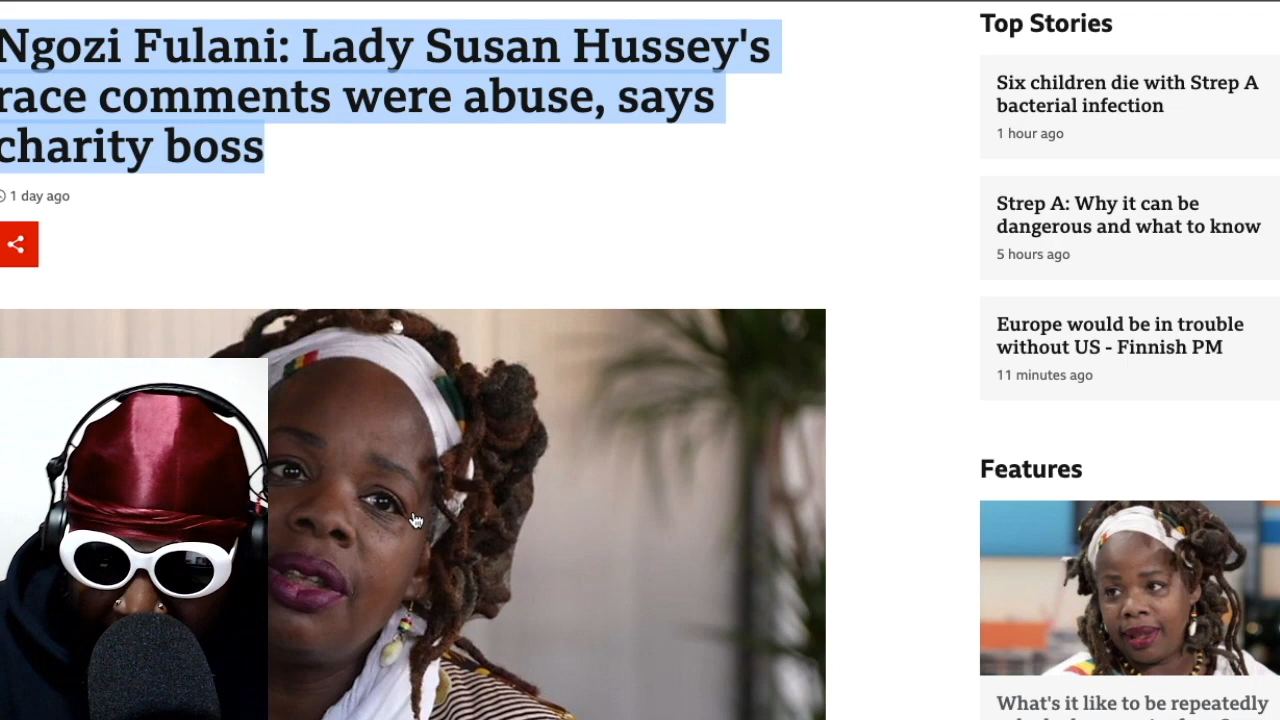 Ngozi Fulani: Lady Susan Hussey's
race comments were abuse, says
charity boss
1 day ago
Top Stories
Six children die with Strep A
bacterial infection
1 hour ago
Strep A: Why it can be
dangerous and what to know
5 hours ago
Europe would be in trouble
without US - Finnish PM
11 minutes ago
Features
What's it like to be repeatedly